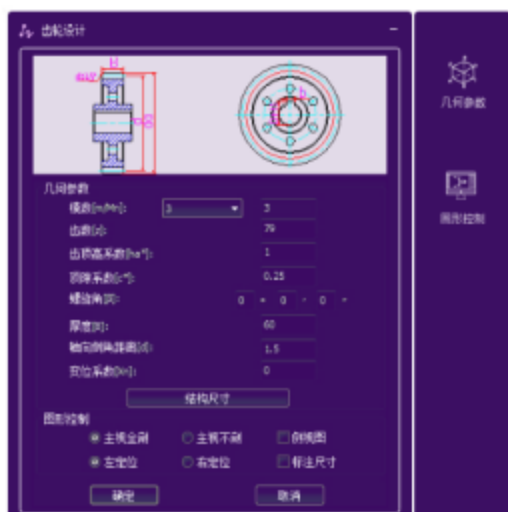 齿轮设计
几何参数
模数[m/Mn]: 3 3
齿数[z]: 79
齿顶高系数[ha*]: 1
顶隙系数[c*]: 0.25
螺旋角[β]: 0 ° 0 ′ 0 ″
厚度[B]: 60
轴向倒角距离[d]: 1.5
变位系数[Xn]: 0
结构尺寸
图形控制
主视全剖 主视不剖 侧视图
左定位 右定位 标注尺寸
确定 取消
几何参数
图形控制